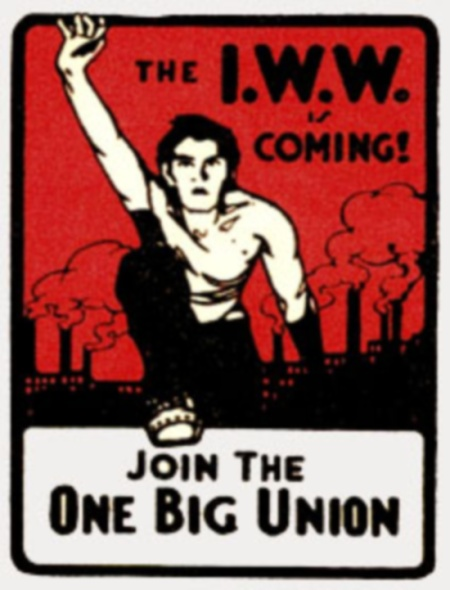 THE I.W.W.
IS
COMING!
JOIN THE
ONE BIG UNION